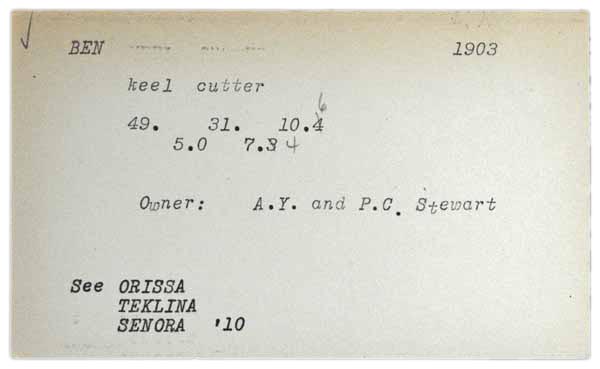 BEN 1903
keel cutter
6
49. 31. 10.4
5.0 7.3 4
Owner: A.Y. and P.C. Stewart
See ORISSA
TEKLINA
SENORA '10